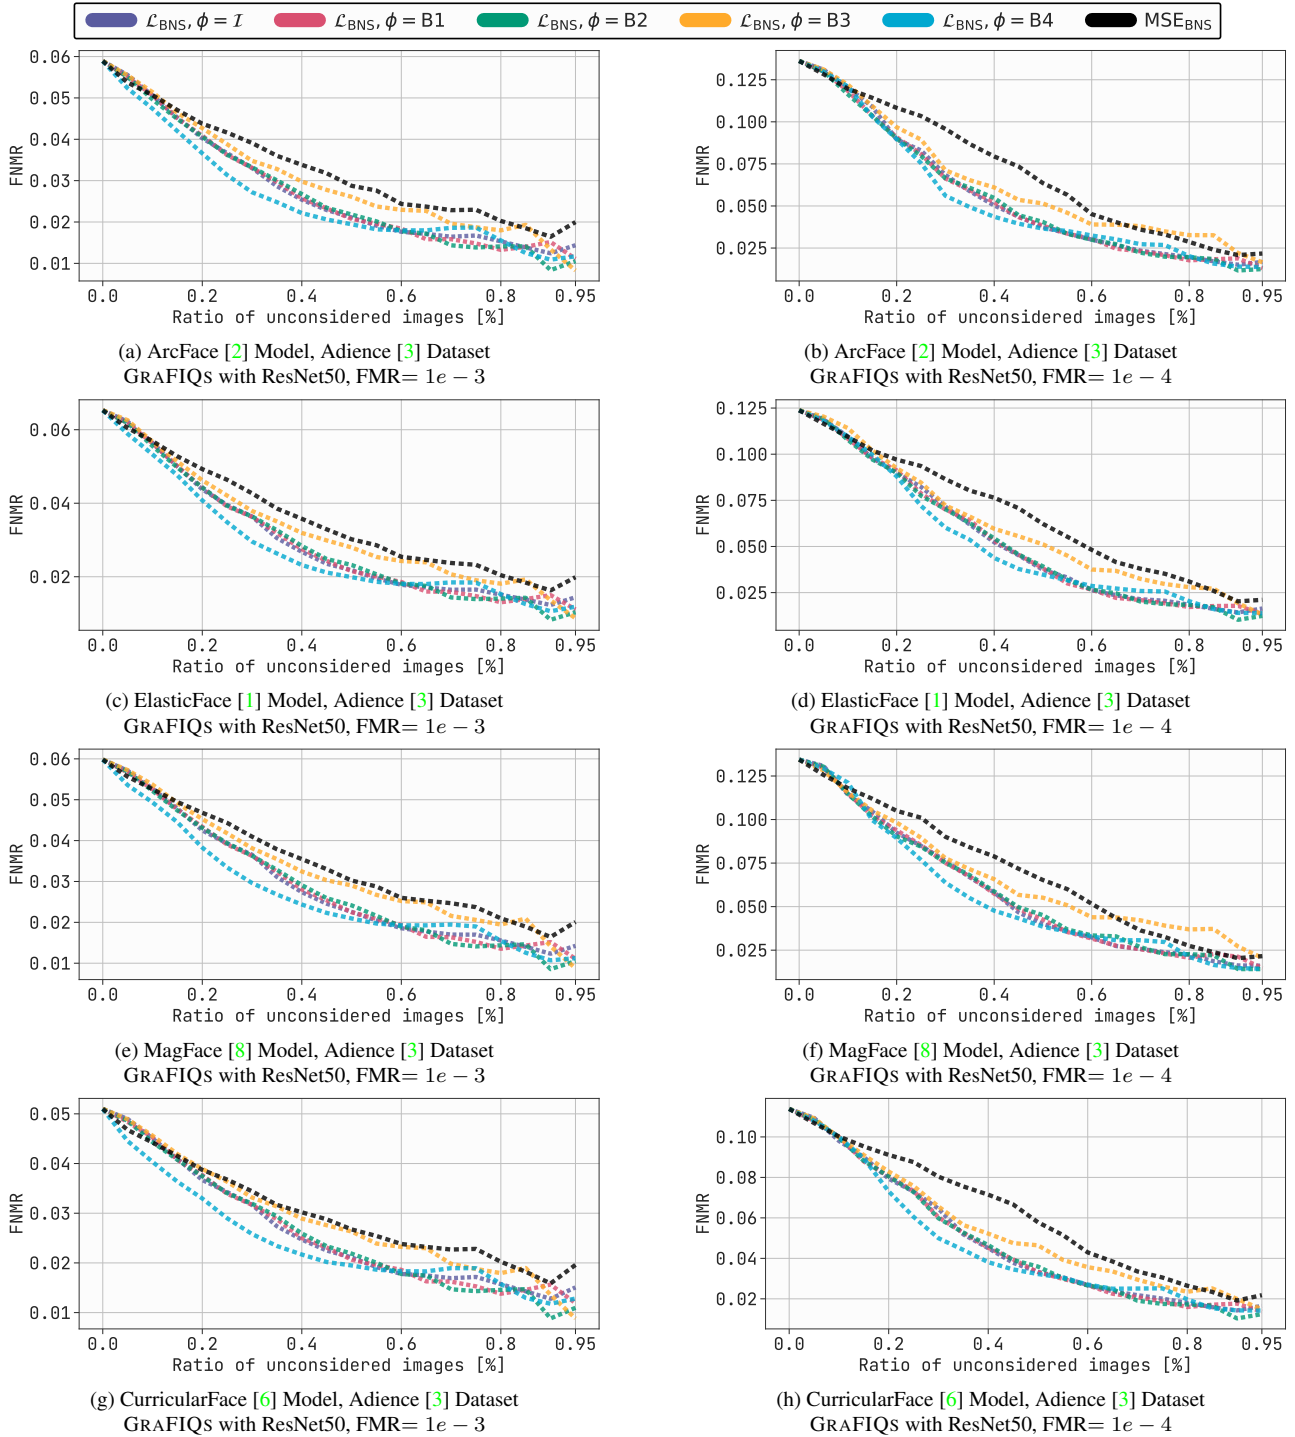 ℒBNS, ϕ = ℐ ℒBNS, ϕ = B1 ℒBNS, ϕ = B2 ℒBNS, ϕ = B3 ℒBNS, ϕ = B4 MSEBNS
0.06
0.05
0.04
0.03
0.02
0.01
FNMR
0.0 0.2 0.4 0.6 0.8 0.95
Ratio of unconsidered images [%]
(a) ArcFace [2] Model, Adience [3] Dataset
GRAFIQS with ResNet50, FMR= 1e − 3
0.125
0.100
0.075
0.050
0.025
FNMR
0.0 0.2 0.4 0.6 0.8 0.95
Ratio of unconsidered images [%]
(b) ArcFace [2] Model, Adience [3] Dataset
GRAFIQS with ResNet50, FMR= 1e − 4
0.06
0.04
0.02
FNMR
0.0 0.2 0.4 0.6 0.8 0.95
Ratio of unconsidered images [%]
(c) ElasticFace [1] Model, Adience [3] Dataset
GRAFIQS with ResNet50, FMR= 1e − 3
0.125
0.100
0.075
0.050
0.025
FNMR
0.0 0.2 0.4 0.6 0.8 0.95
Ratio of unconsidered images [%]
(d) ElasticFace [1] Model, Adience [3] Dataset
GRAFIQS with ResNet50, FMR= 1e − 4
0.06
0.05
0.04
0.03
0.02
0.01
FNMR
0.0 0.2 0.4 0.6 0.8 0.95
Ratio of unconsidered images [%]
(e) MagFace [8] Model, Adience [3] Dataset
GRAFIQS with ResNet50, FMR= 1e − 3
0.125
0.100
0.075
0.050
0.025
FNMR
0.0 0.2 0.4 0.6 0.8 0.95
Ratio of unconsidered images [%]
(f) MagFace [8] Model, Adience [3] Dataset
GRAFIQS with ResNet50, FMR= 1e − 4
0.05
0.04
0.03
0.02
0.01
FNMR
0.0 0.2 0.4 0.6 0.8 0.95
Ratio of unconsidered images [%]
(g) CurricularFace [6] Model, Adience [3] Dataset
GRAFIQS with ResNet50, FMR= 1e − 3
0.10
0.08
0.06
0.04
0.02
FNMR
0.0 0.2 0.4 0.6 0.8 0.95
Ratio of unconsidered images [%]
(h) CurricularFace [6] Model, Adience [3] Dataset
GRAFIQS with ResNet50, FMR= 1e − 4